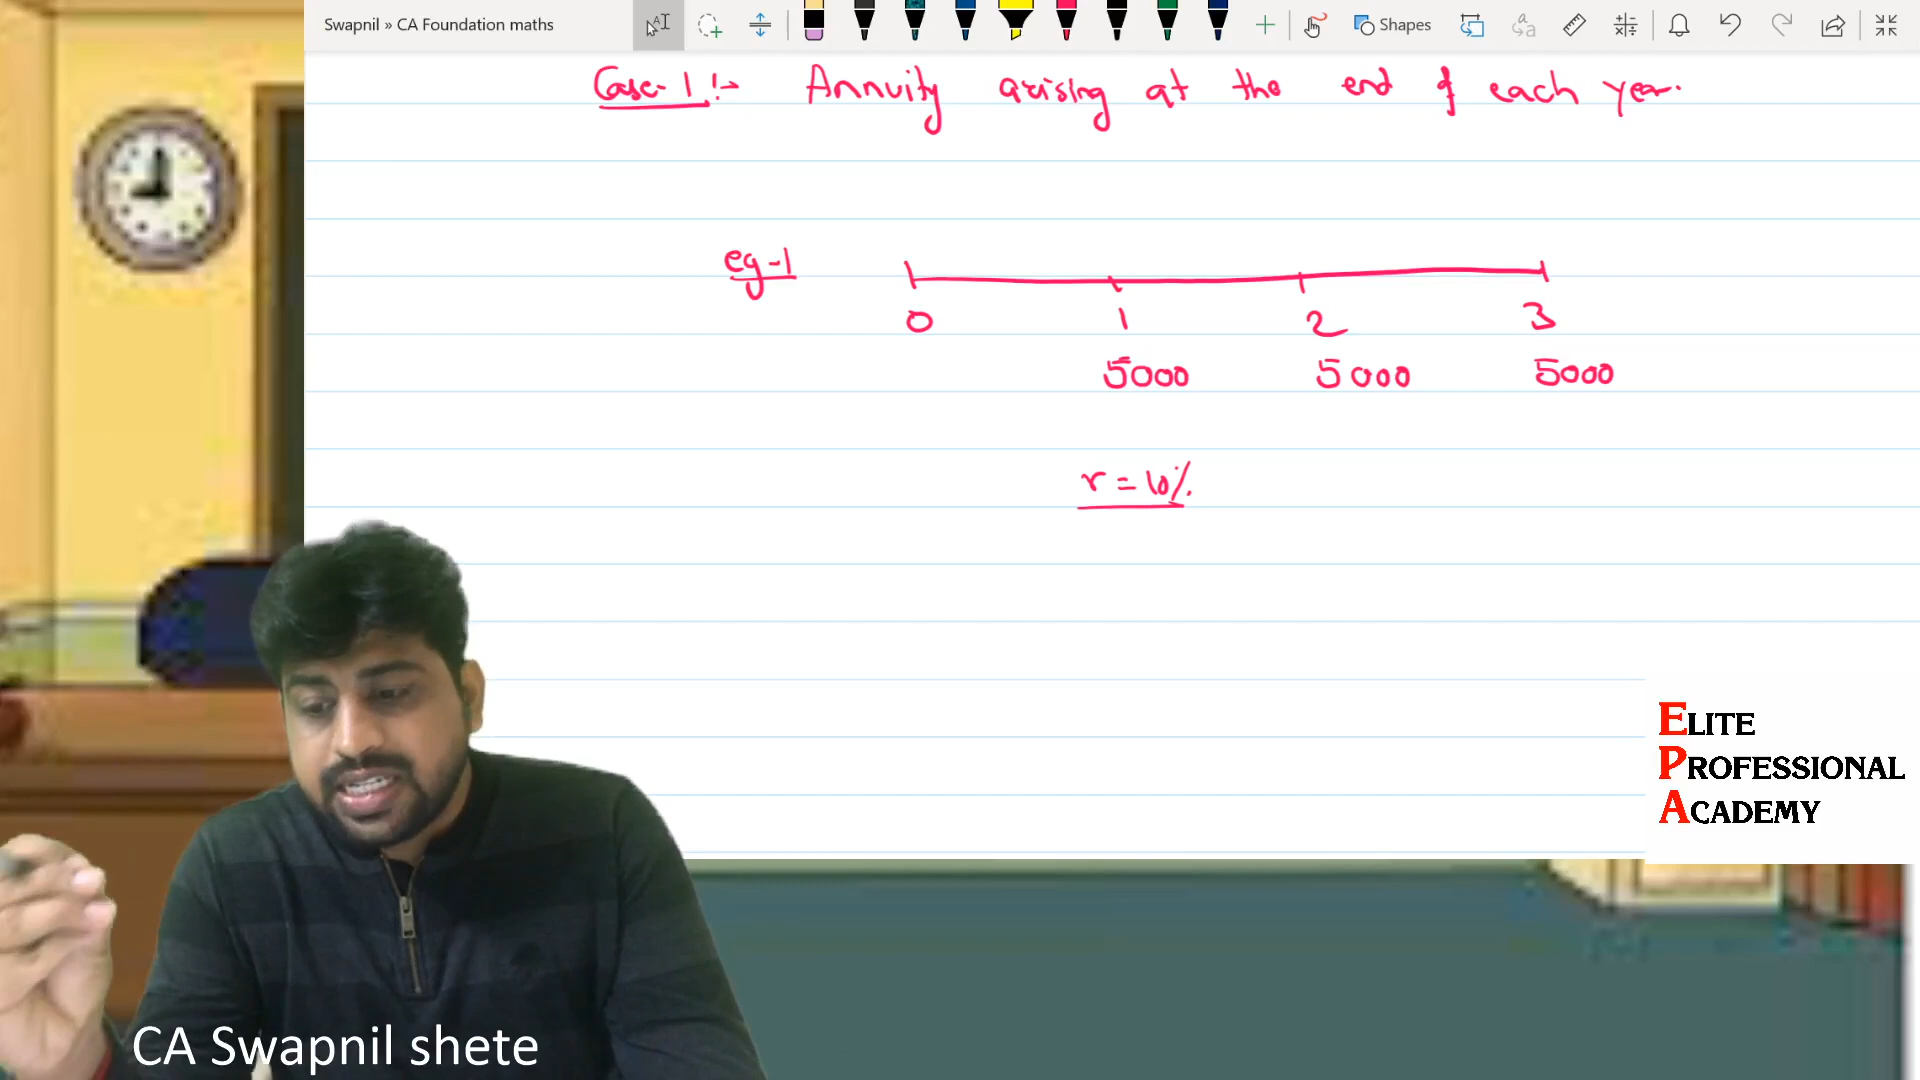 Swapnil » CA Foundation maths
Shapes
Case-1 :- Annuity arising at the end of each year.
eg-1
0 1 2 3
5000 5000 5000
r = 10%
ELITE
PROFESSIONAL
ACADEMY
CA Swapnil shete